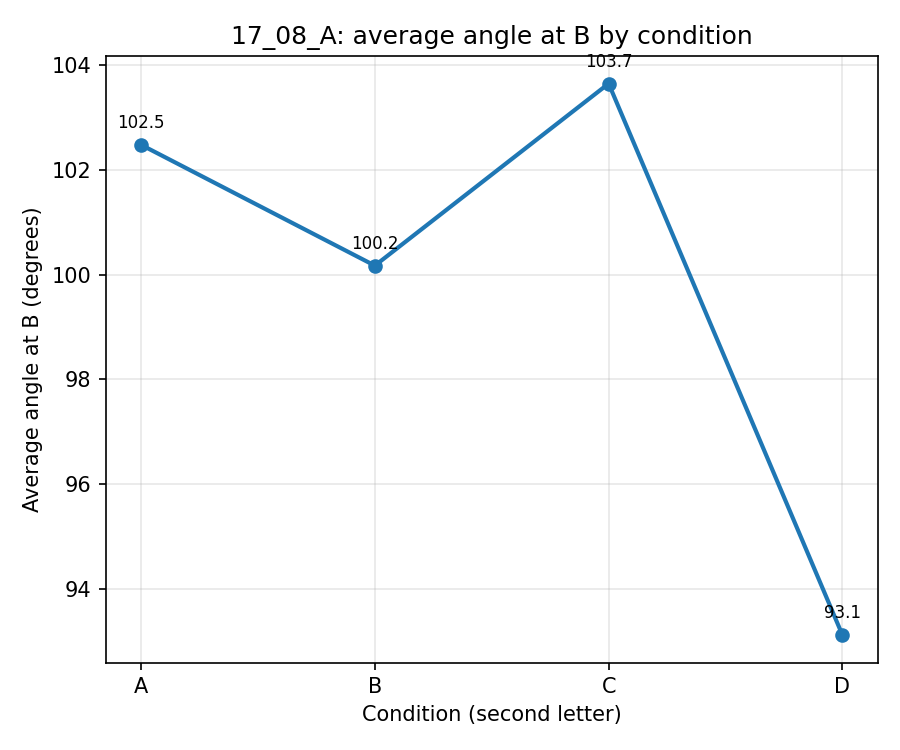 17_08_A: average angle at B by condition
104
102
100
98
96
94
Average angle at B (degrees)
102.5
100.2
103.7
93.1
A
B
C
D
Condition (second letter)